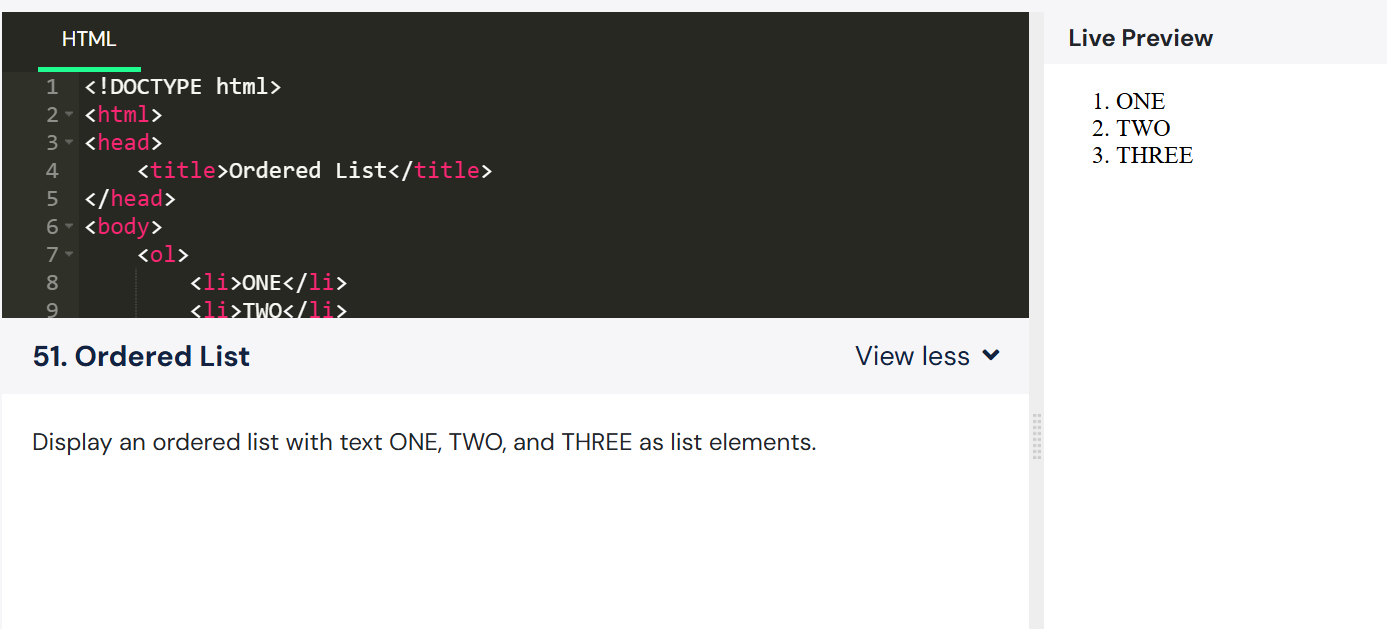 HTML
1 <!DOCTYPE html>
2 <html>
3 <head>
4     <title>Ordered List</title>
5 </head>
6 <body>
7     <ol>
8         <li>ONE</li>
9         <li>TWO</li>
51. Ordered List
View less
Display an ordered list with text ONE, TWO, and THREE as list elements.
Live Preview
1. ONE
2. TWO
3. THREE